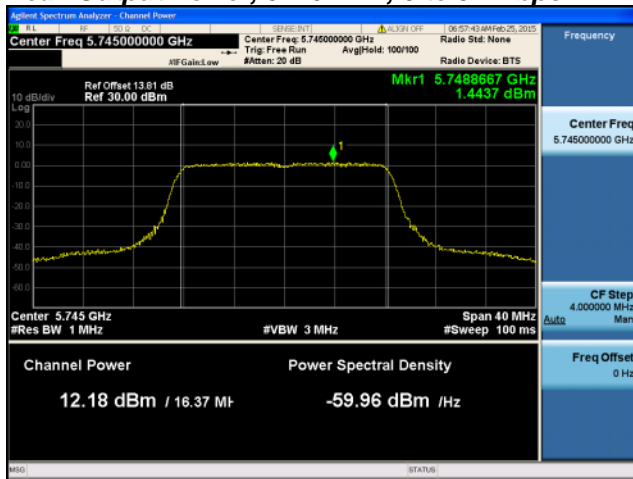 Agilent Spectrum Analyzer - Channel Power
RL RF 50 Ω DC SENSE:INT ALIGN OFF 06:57:43 AM Feb 25, 2015
Center Freq 5.745000000 GHz Center Freq: 5.745000000 GHz Radio Std: None Frequency
Trig: Free Run Avg|Hold: 100/100
#IFGain:Low #Atten: 20 dB Radio Device: BTS
Mkr1 5.7488667 GHz
Ref Offset 13.81 dB
10 dB/div Ref 30.00 dBm 1.4437 dBm
Log
20.0
10.0
1
0.00
-10.0
-20.0
-30.0
-40.0
-50.0
-60.0
Center Freq
5.745000000 GHz
Center 5.745 GHz Span 40 MHz
#Res BW 1 MHz #VBW 3 MHz #Sweep 100 ms
CF Step
4.000000 MHz
Auto Man
Channel Power Power Spectral Density
12.18 dBm / 16.37 MH -59.96 dBm /Hz
Freq Offset
0 Hz
MSG STATUS